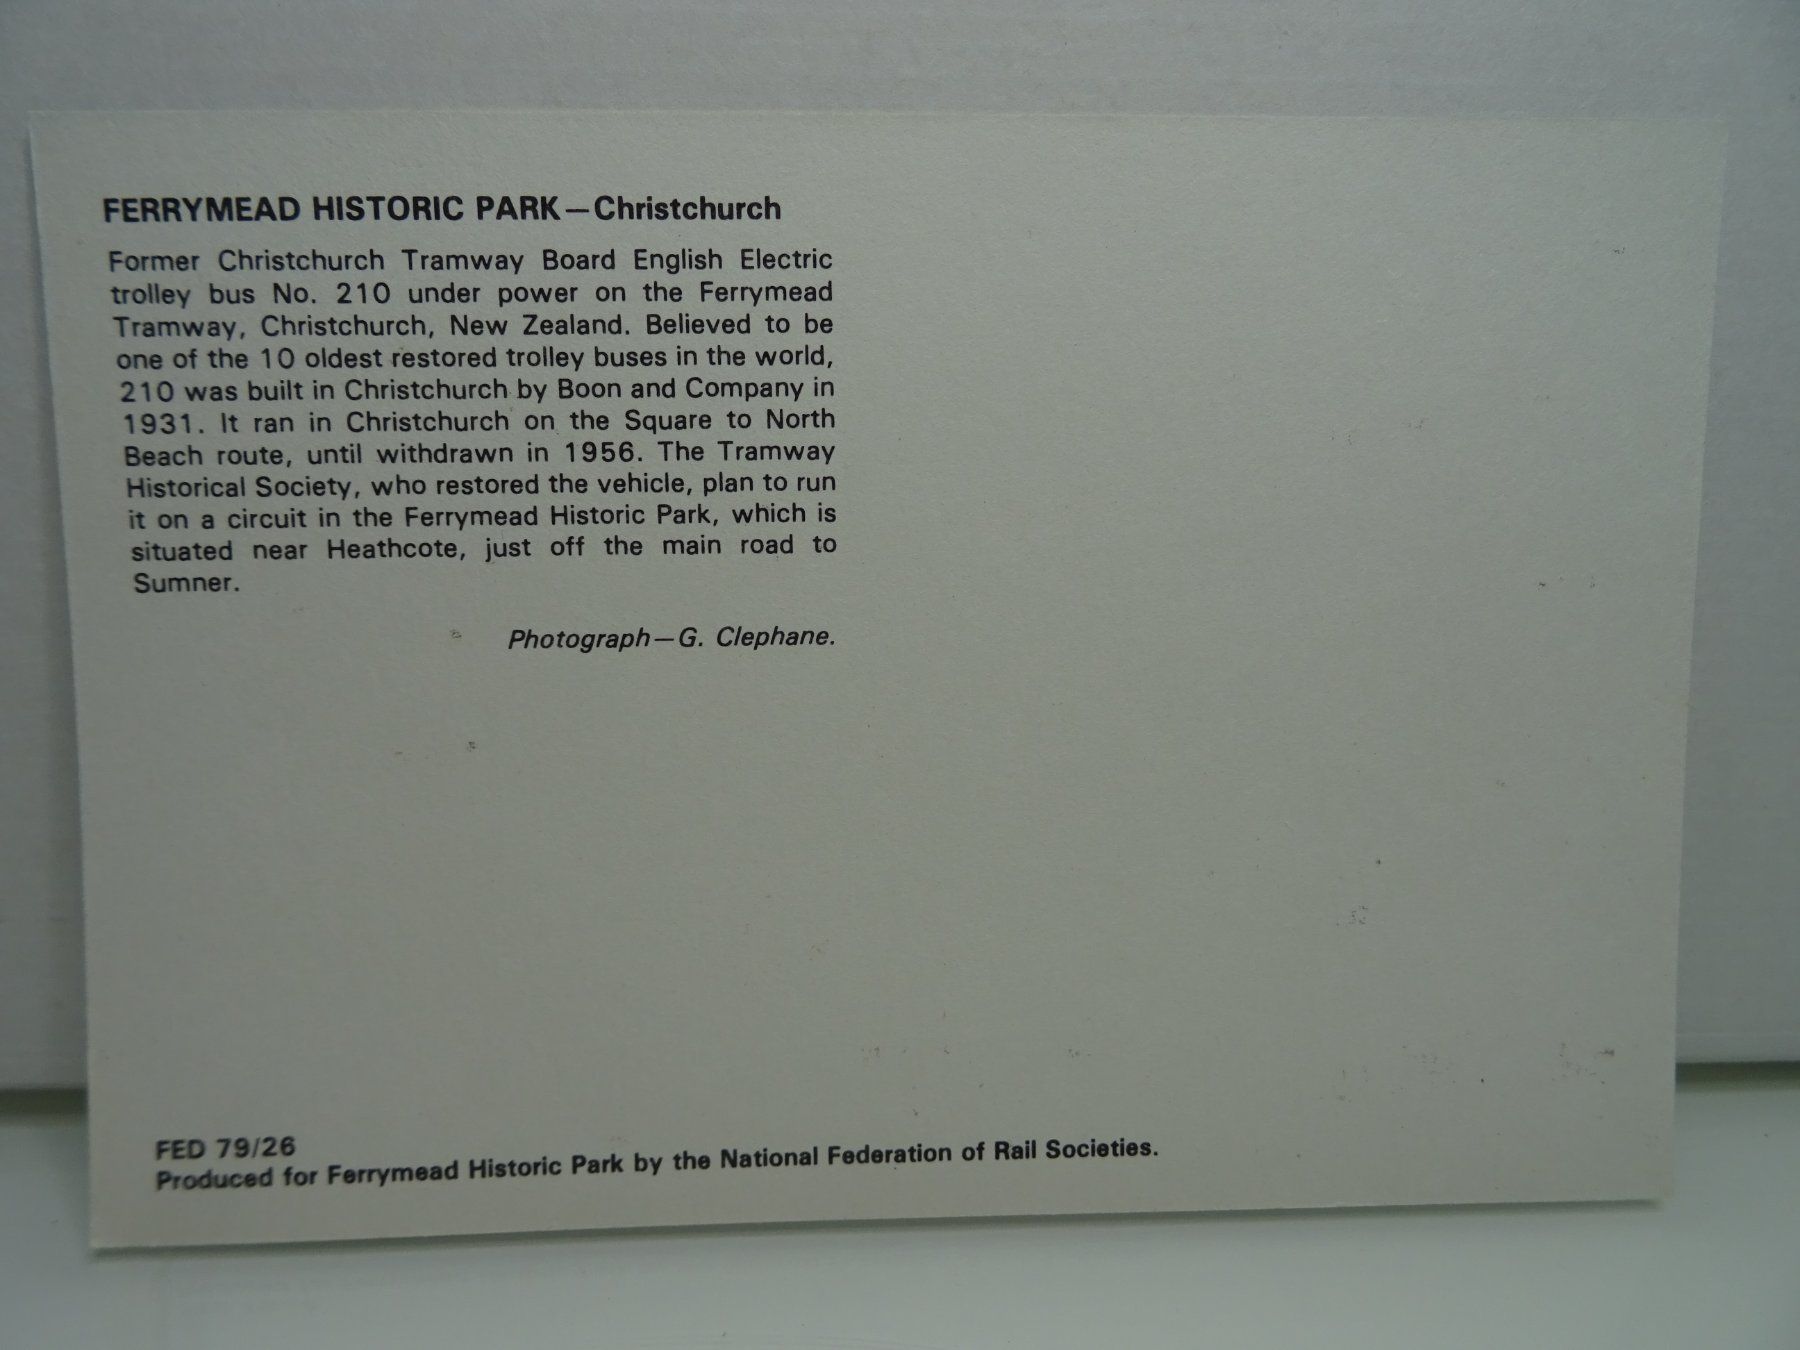 FERRYMEAD HISTORIC PARK—Christchurch
Former Christchurch Tramway Board English Electric
trolley bus No. 210 under power on the Ferrymead
Tramway, Christchurch, New Zealand. Believed to be
one of the 10 oldest restored trolley buses in the world,
210 was built in Christchurch by Boon and Company in
1931. It ran in Christchurch on the Square to North
Beach route, until withdrawn in 1956. The Tramway
Historical Society, who restored the vehicle, plan to run
it on a circuit in the Ferrymead Historic Park, which is
situated near Heathcote, just off the main road to
Sumner.
Photograph—G. Clephane.
FED 79/26
Produced for Ferrymead Historic Park by the National Federation of Rail Societies.